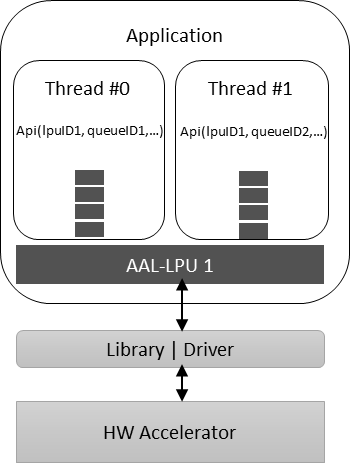 Application
Thread #0
Thread #1
Api(lpuID1, queueID1,...)
Api(lpuID1, queueID2,...)
AAL-LPU 1
Library | Driver
HW Accelerator